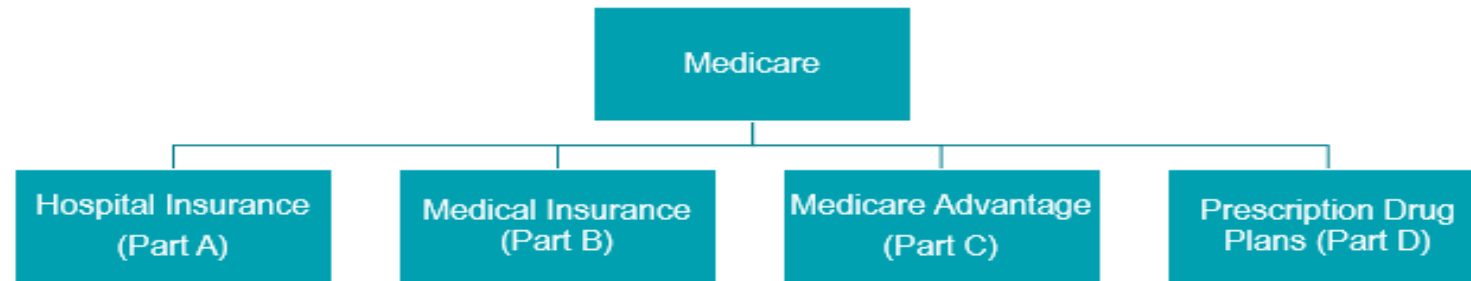 Medicare
Hospital Insurance
(Part A)
Medical Insurance
(Part B)
Medicare Advantage
(Part C)
Prescription Drug
Plans (Part D)